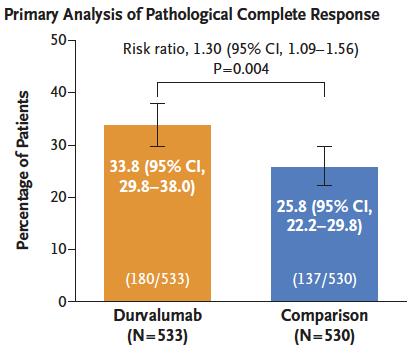 Primary Analysis of Pathological Complete Response
Risk ratio, 1.30 (95% CI, 1.09–1.56)
P=0.004
Percentage of Patients
50
40
30
20
10
0
33.8 (95% CI,
29.8–38.0)
(180/533)
25.8 (95% CI,
22.2–29.8)
(137/530)
Durvalumab
(N=533)
Comparison
(N=530)